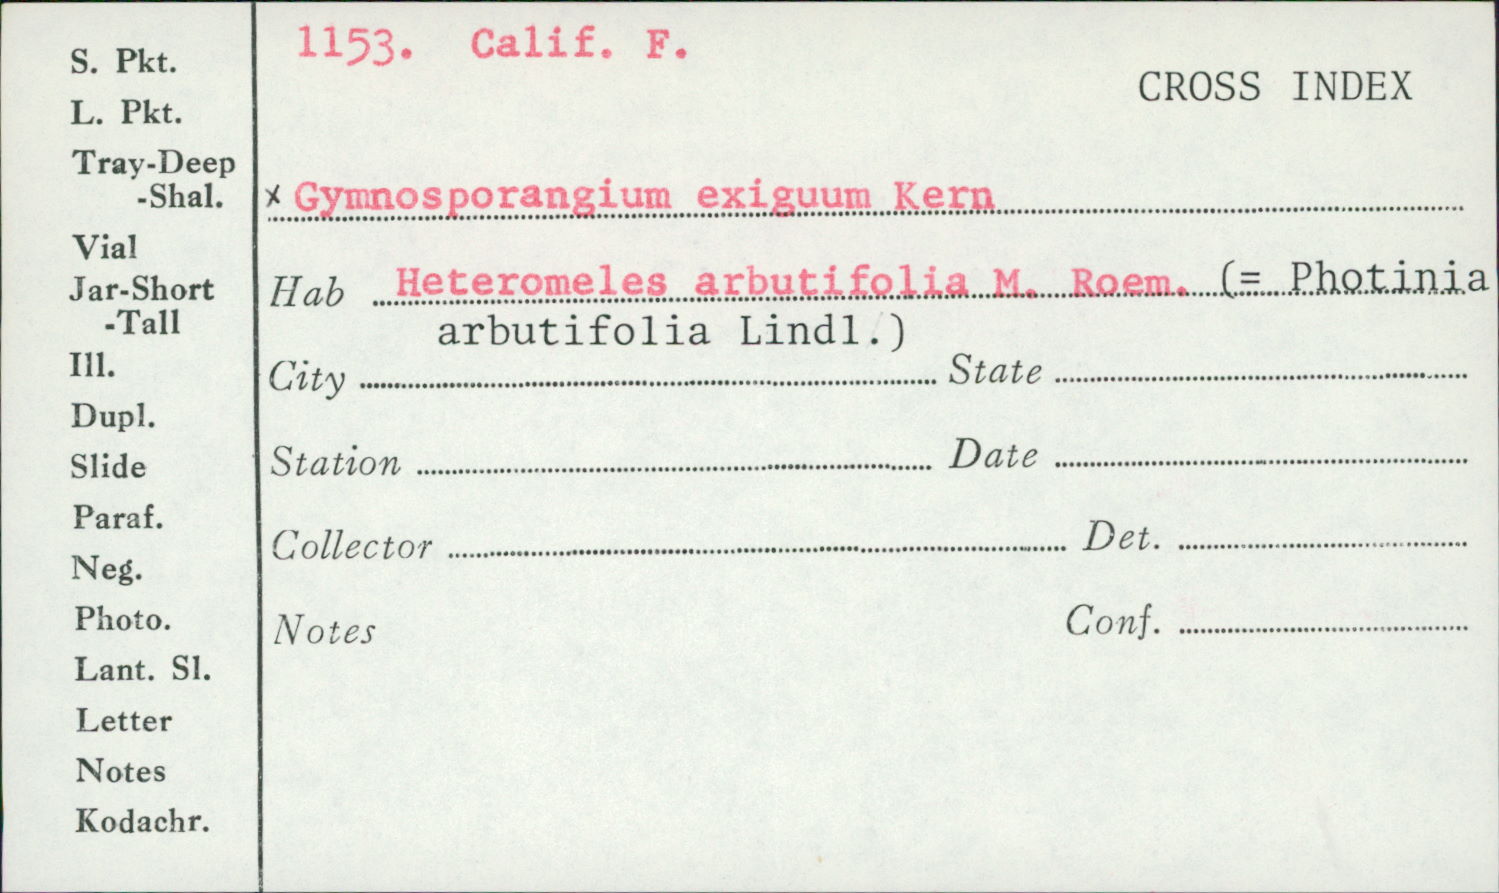 S. Pkt.
L. Pkt.
Tray-Deep
-Shal.
Vial
Jar-Short
-Tall
Ill.
Dupl.
Slide
Paraf.
Neg.
Photo.
Lant. Sl.
Letter
Notes
Kodachr.
1153. Calif. F.
CROSS INDEX
x Gymnosporangium exiguum Kern
Hab Heteromeles arbutifolia M. Roem. (= Photinia
arbutifolia Lindl.)
City State
Station Date
Collector Det.
Notes Conf.